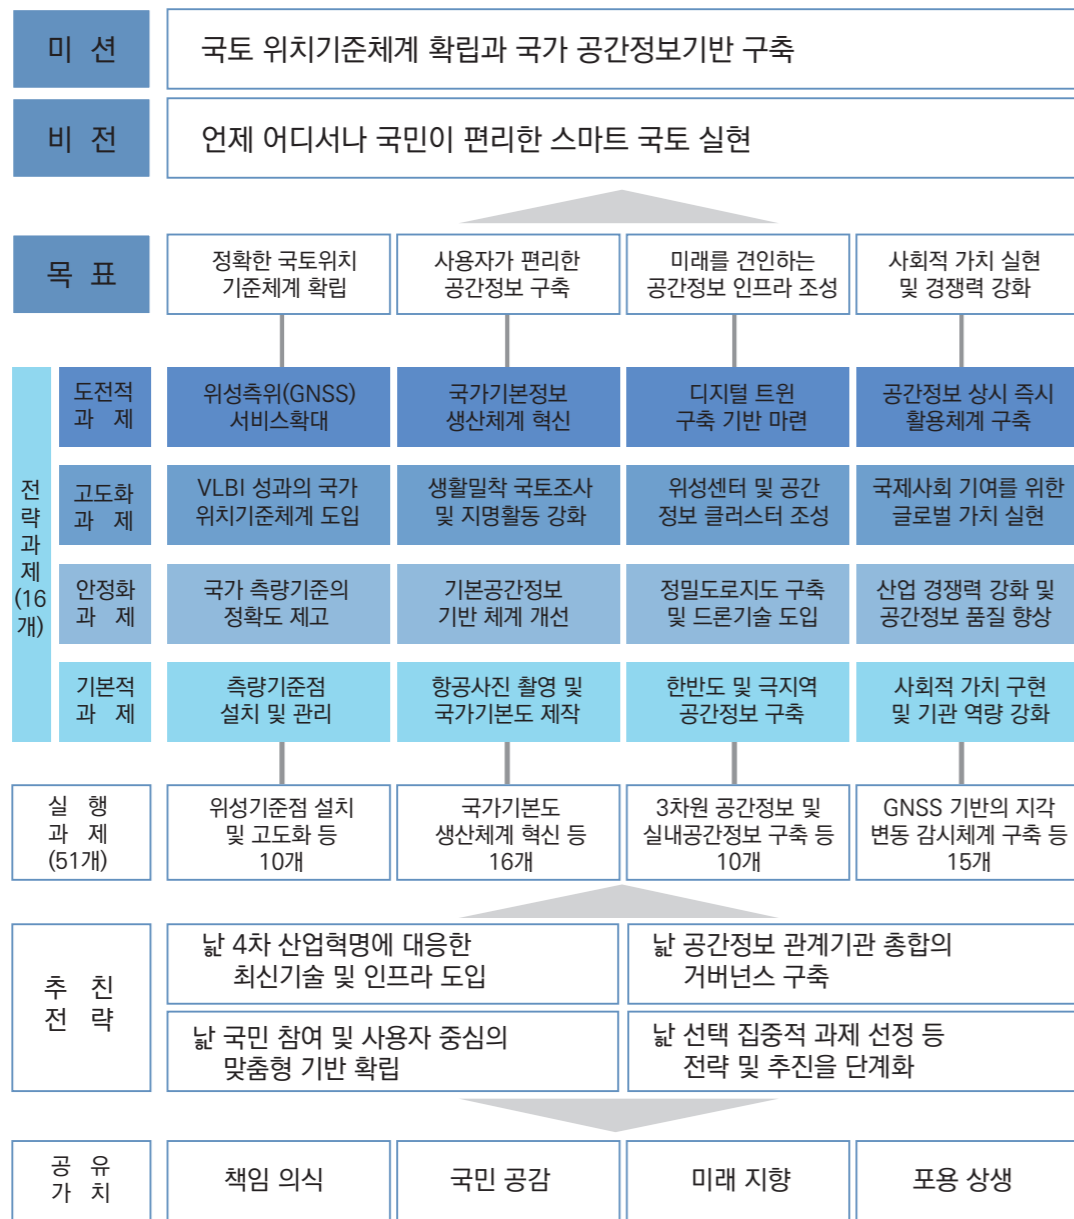 미 션
국토 위치기준체계 확립과 국가 공간정보기반 구축
비 전
언제 어디서나 국민이 편리한 스마트 국토 실현
목 표
정확한 국토위치
기준체계 확립
사용자가 편리한
공간정보 구축
미래를 견인하는
공간정보 인프라 조성
사회적 가치 실현
및 경쟁력 강화
전
략
과
제
(16
개)
도전적
과 제
위성측위(GNSS)
서비스확대
국가기본정보
생산체계 혁신
디지털 트윈
구축 기반 마련
공간정보 상시 즉시
활용체계 구축
고도화
과 제
VLBI 성과의 국가
위치기준체계 도입
생활밀착 국토조사
및 지명활동 강화
위성센터 및 공간
정보 클러스터 조성
국제사회 기여를 위한
글로벌 가치 실현
안정화
과 제
국가 측량기준의
정확도 제고
기본공간정보
기반 체계 개선
정밀도로지도 구축
및 드론기술 도입
산업 경쟁력 강화 및
공간정보 품질 향상
기본적
과 제
측량기준점
설치 및 관리
항공사진 촬영 및
국가기본도 제작
한반도 및 극지역
공간정보 구축
사회적 가치 구현
및 기관 역량 강화
실 행
과 제
(51개)
위성기준점 설치
및 고도화 등
10개
국가기본도
생산체계 혁신 등
16개
3차원 공간정보 및
실내공간정보 구축 등
10개
GNSS 기반의 지각
변동 감시체계 구축 등
15개
추 진
전 략
낡 4차 산업혁명에 대응한
최신기술 및 인프라 도입
낡 공간정보 관계기관 종합의
거버넌스 구축
낡 국민 참여 및 사용자 중심의
맞춤형 기반 확립
낡 선택 집중적 과제 선정 등
전략 및 추진을 단계화
공 유
가 치
책임 의식
국민 공감
미래 지향
포용 상생